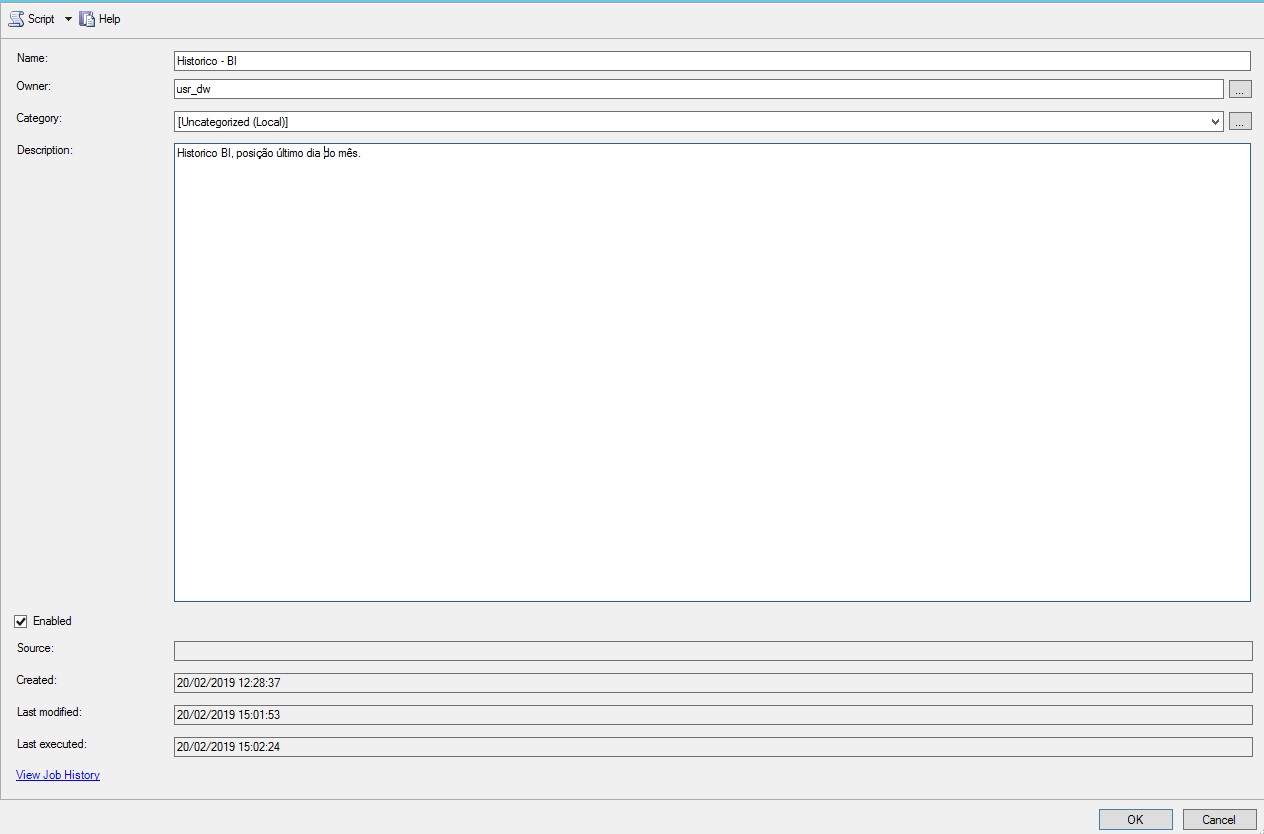 Script Help
Name: Historico - BI
Owner: usr_dw ...
Category: [Uncategorized (Local)] ...
Description: Historico BI, posição último dia do mês.
Enabled
Source:
Created: 20/02/2019 12:28:37
Last modified: 20/02/2019 15:01:53
Last executed: 20/02/2019 15:02:24
View Job History
OK Cancel